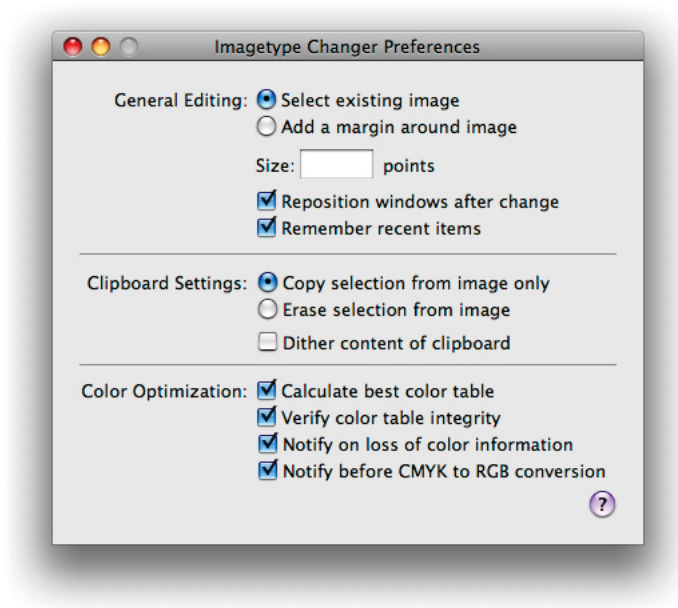 Imagetype Changer Preferences
General Editing: Select existing image
Add a margin around image
Size: points
Reposition windows after change
Remember recent items
Clipboard Settings: Copy selection from image only
Erase selection from image
Dither content of clipboard
Color Optimization: Calculate best color table
Verify color table integrity
Notify on loss of color information
Notify before CMYK to RGB conversion
?